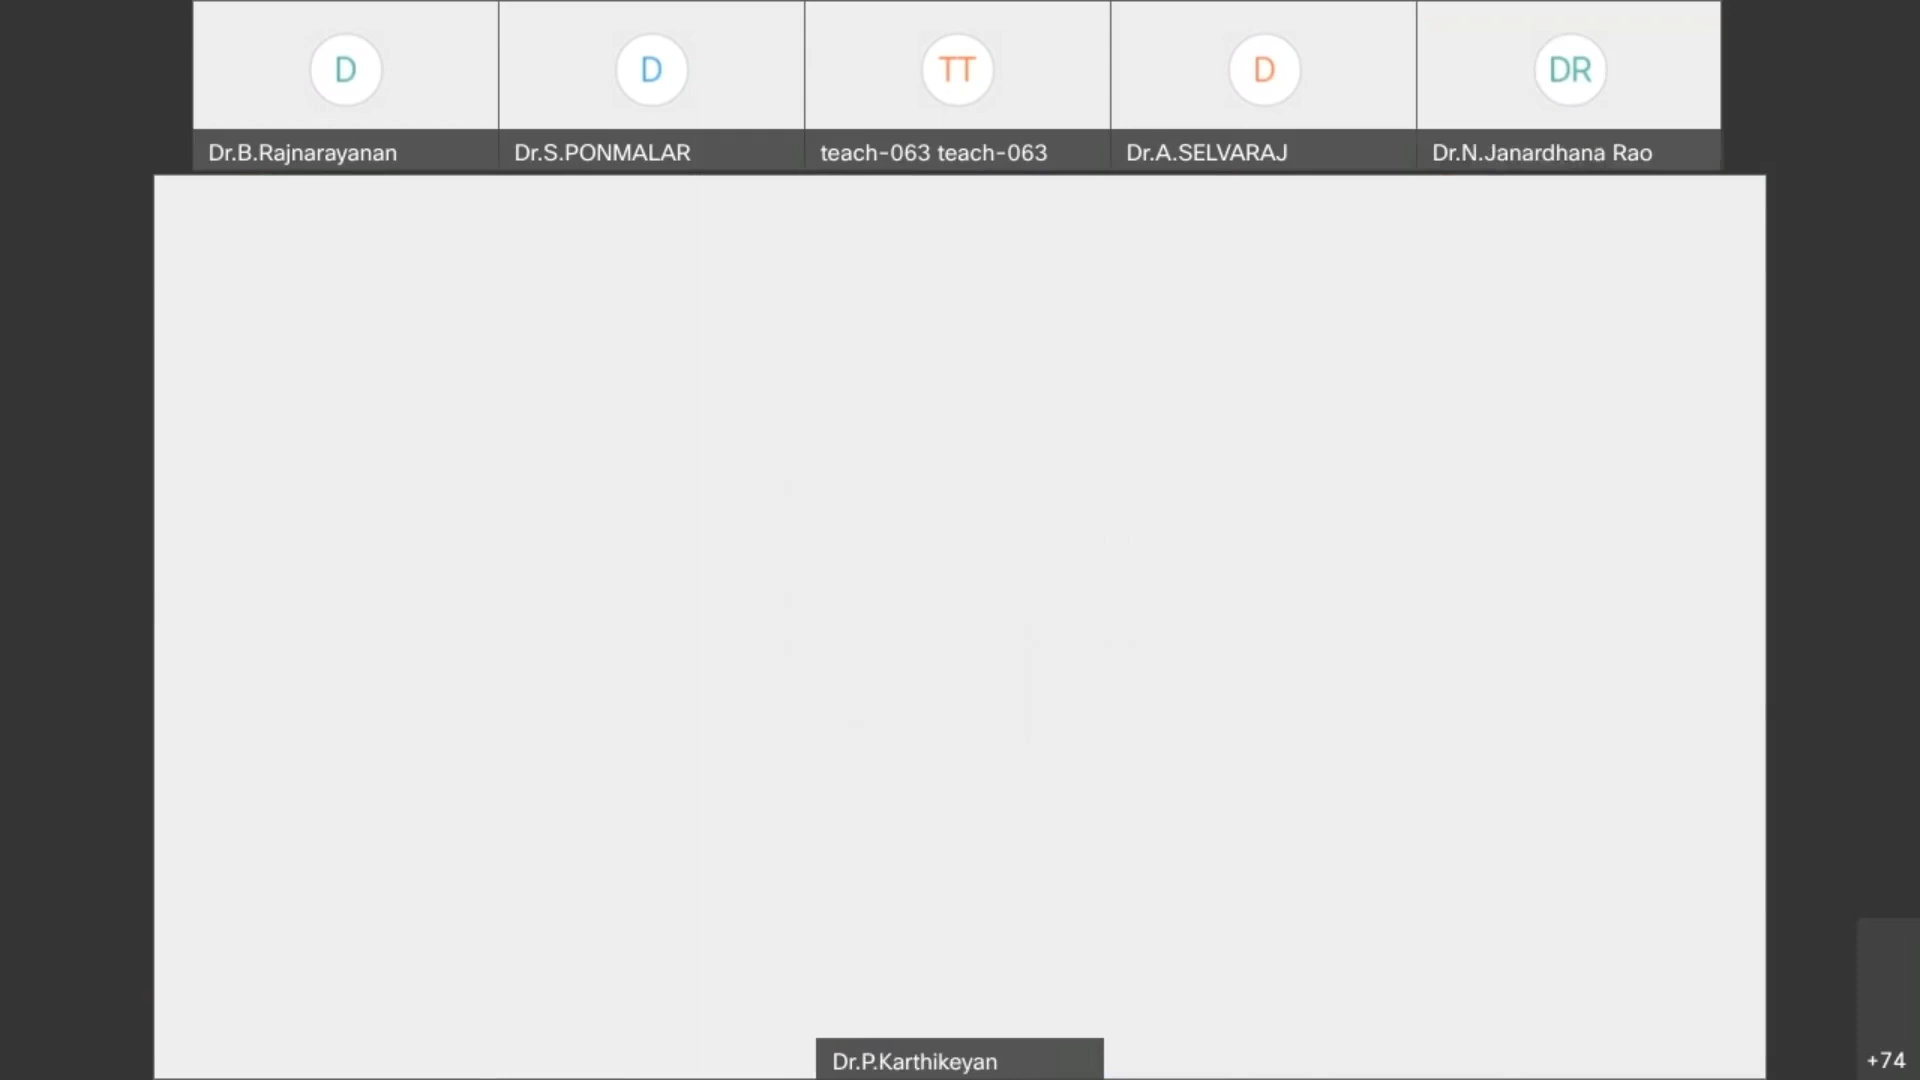 D
D
TT
D
DR
Dr.B.Rajnarayanan
Dr.S.PONMALAR
teach-063 teach-063
Dr.A.SELVARAJ
Dr.N.Janardhana Rao
Dr.P.Karthikeyan
+74